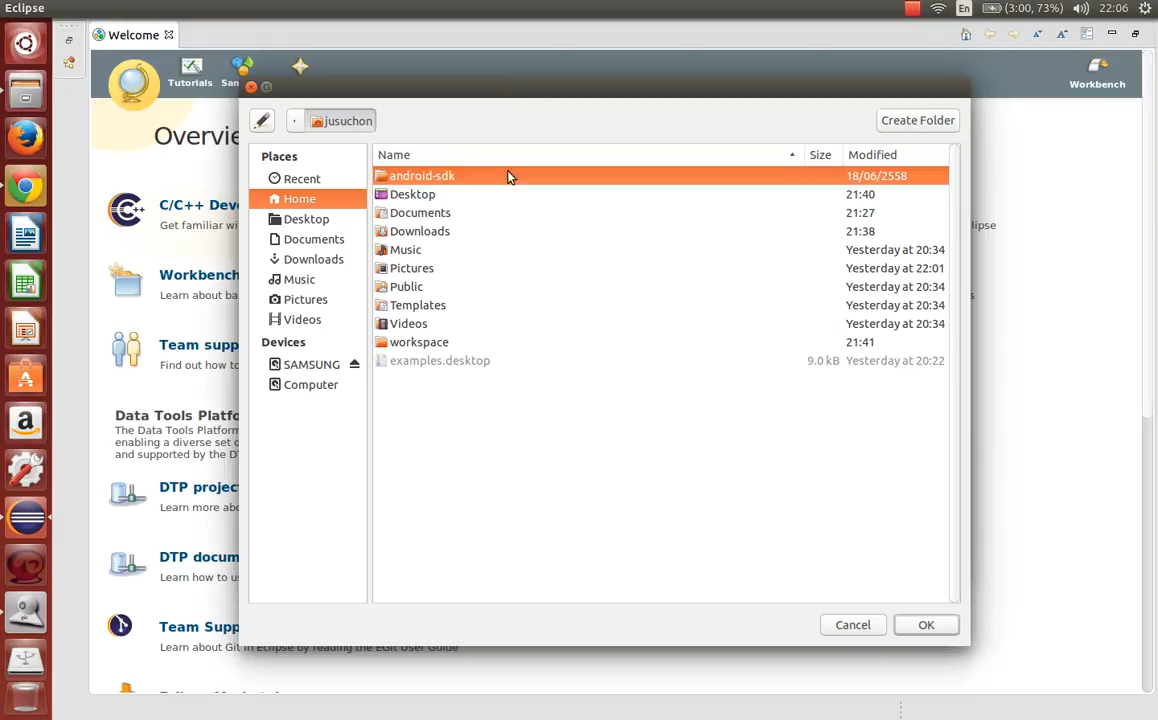 Eclipse
En
(3:00, 73%)
22:06
Welcome
Tutorials
Sam
Workbench
Overvie
C/C++ Deve
Get familiar wi
lipse
Workbench
Learn about ba
s
Team supp
Find out how to
Data Tools Platfo
The Data Tools Platform
enabling a diverse set o
and supported by the DT
DTP projec
Learn more abo
DTP docum
Learn how to us
Team Supp
Learn about Git in Eclipse by reading the EGit User Guide
jusuchon
Create Folder
Places
Recent
Home
Desktop
Documents
Downloads
Music
Pictures
Videos
Devices
SAMSUNG
Computer
Name Size Modified
android-sdk 18/06/2558
Desktop 21:40
Documents 21:27
Downloads 21:38
Music Yesterday at 20:34
Pictures Yesterday at 22:01
Public Yesterday at 20:34
Templates Yesterday at 20:34
Videos Yesterday at 20:34
workspace 21:41
examples.desktop 9.0 kB Yesterday at 20:22
Cancel
OK